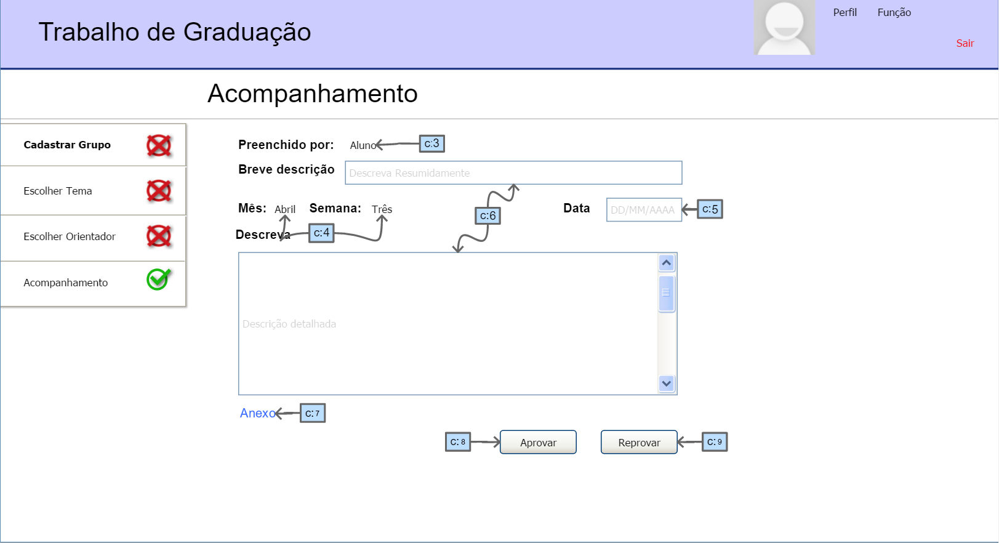 Trabalho de Graduação
Perfil Função
Sair
Acompanhamento
Cadastrar Grupo
Escolher Tema
Escolher Orientador
Acompanhamento
Preenchido por: Aluno c:3
Breve descrição Descreva Resumidamente
Mês: Abril Semana: Três c:6 Data DD/MM/AAAA c:5
Descreva c:4
Descrição detalhada
Anexo c:7
c:8 Aprovar Reprovar c:9